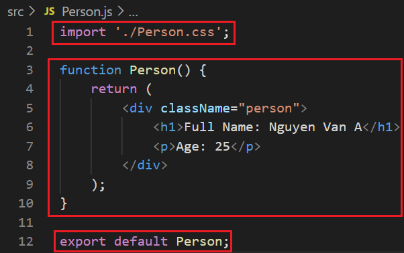 src > JS Person.js > ...
1 import './Person.css';
2
3 function Person() {
4     return (
5         <div className="person">
6             <h1>Full Name: Nguyen Van A</h1>
7             <p>Age: 25</p>
8         </div>
9     );
10 }
11
12 export default Person;